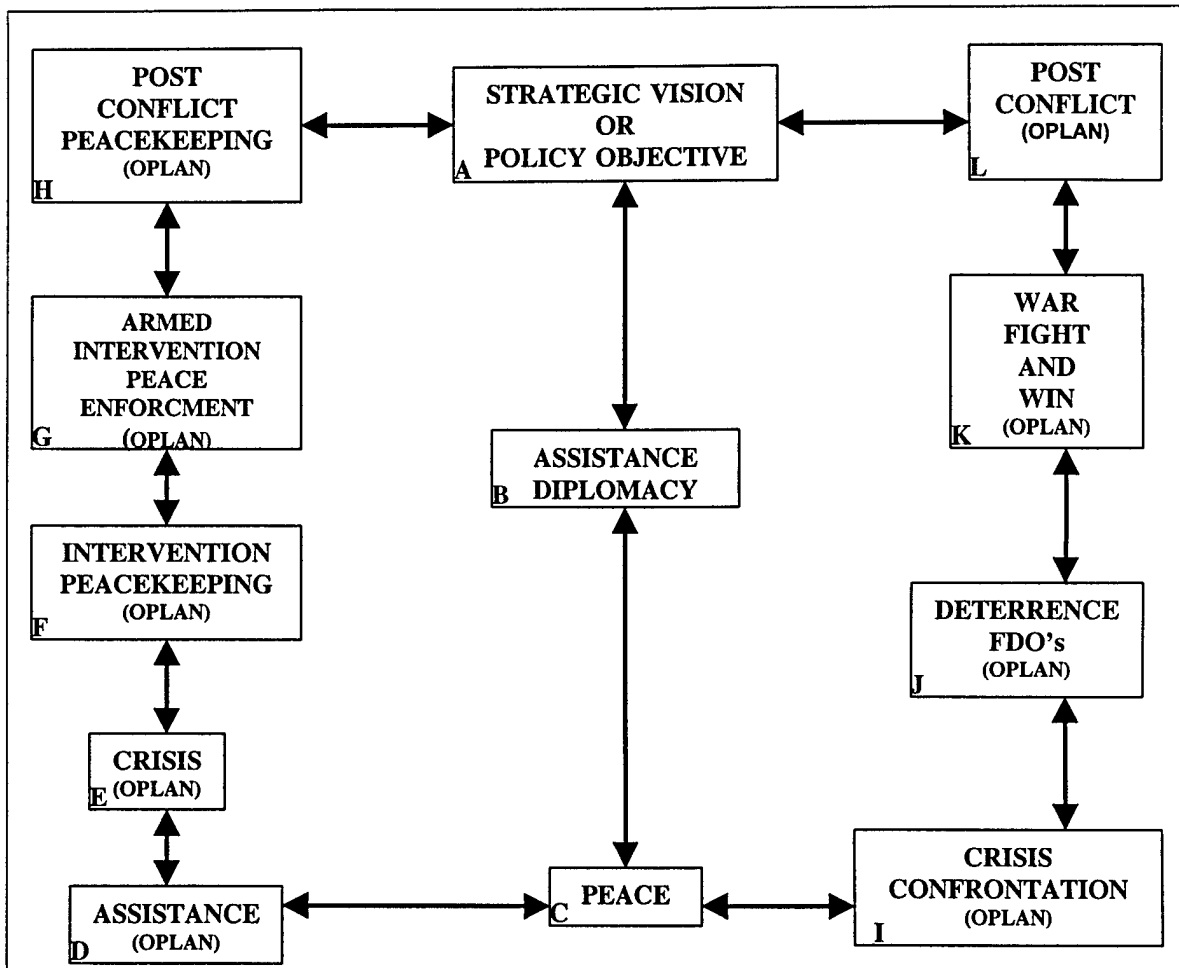 POST
CONFLICT
PEACEKEEPING
(OPLAN)
H
STRATEGIC VISION
OR
POLICY OBJECTIVE
A
POST
CONFLICT
(OPLAN)
L
ARMED
INTERVENTION
PEACE
ENFORCMENT
(OPLAN)
G
WAR
FIGHT
AND
WIN
(OPLAN)
K
ASSISTANCE
DIPLOMACY
B
INTERVENTION
PEACEKEEPING
(OPLAN)
F
DETERRENCE
FDO's
(OPLAN)
J
CRISIS
(OPLAN)
E
ASSISTANCE
(OPLAN)
D
PEACE
C
CRISIS
CONFRONTATION
(OPLAN)
I